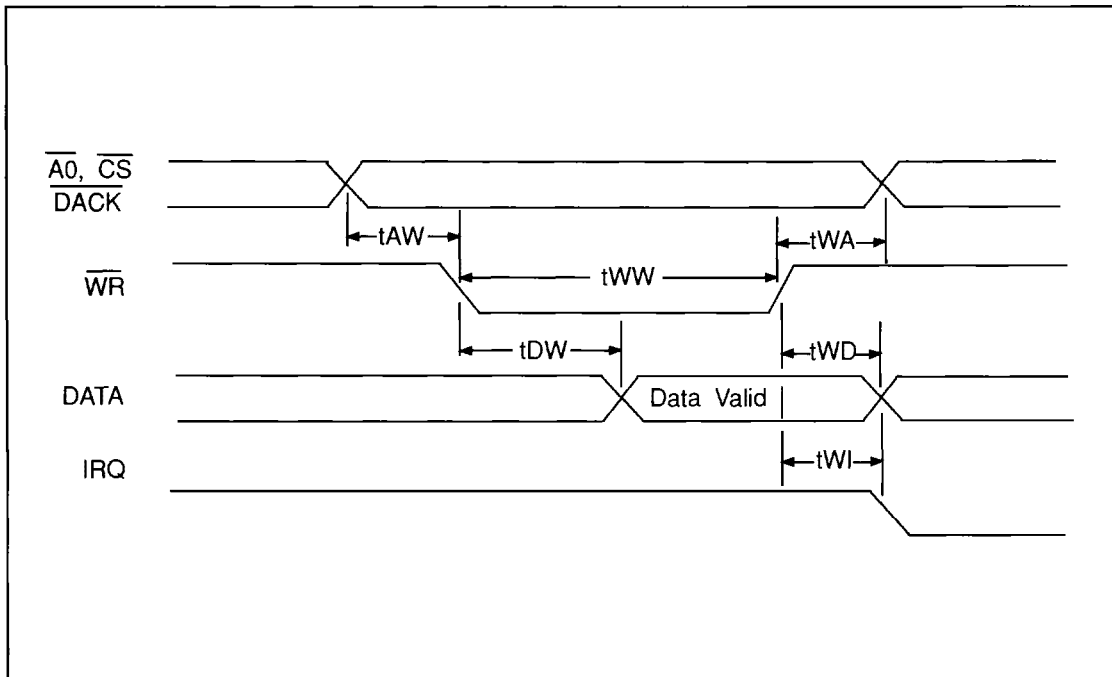 A0, CS
DACK
tAW
tWA
WR
tWW
tDW
tWD
DATA
Data Valid
IRQ
tWI